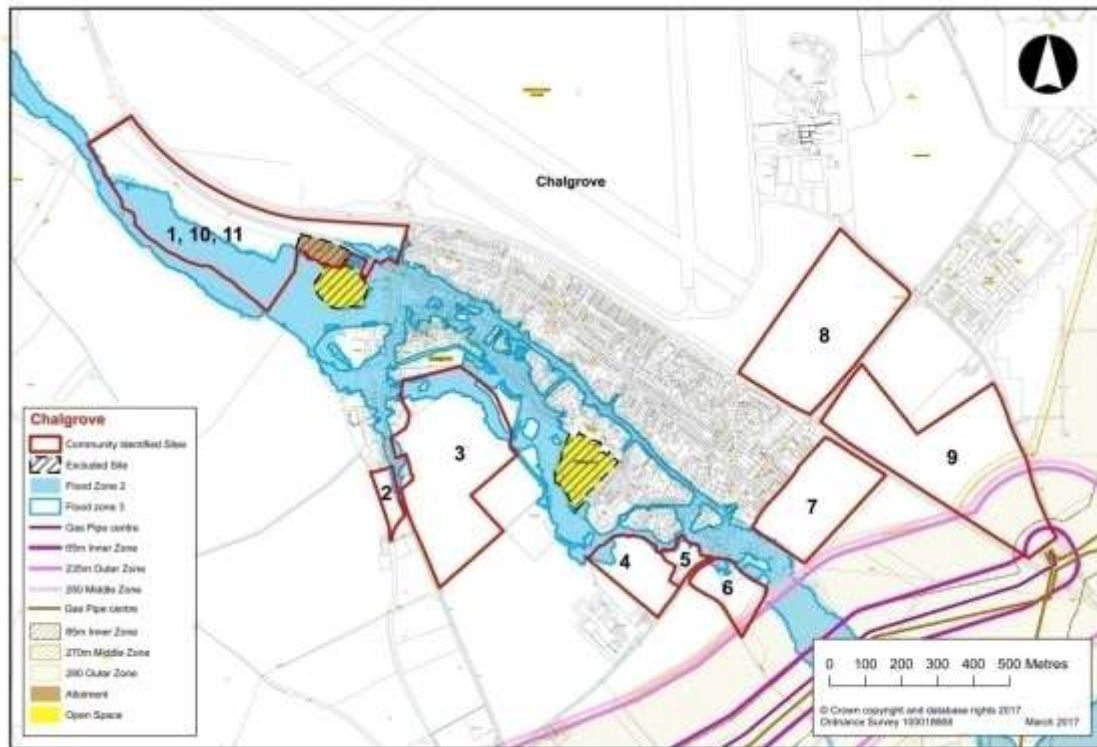 Chalgrove
1, 10, 11
8
3
9
2
7
4
5
6
Chalgrove
Community Identified Sites
Excluded Site
Flood Zone 2
Flood zone 3
Gas Pipe centre
65m Inner Zone
235m Outer Zone
250 Middle Zone
Gas Pipe centre
85m Inner Zone
270m Middle Zone
280 Outer Zone
Allotment
Open Space
0 100 200 300 400 500 Metres
© Crown copyright and database rights 2017
Ordnance Survey 100018668
March 2017